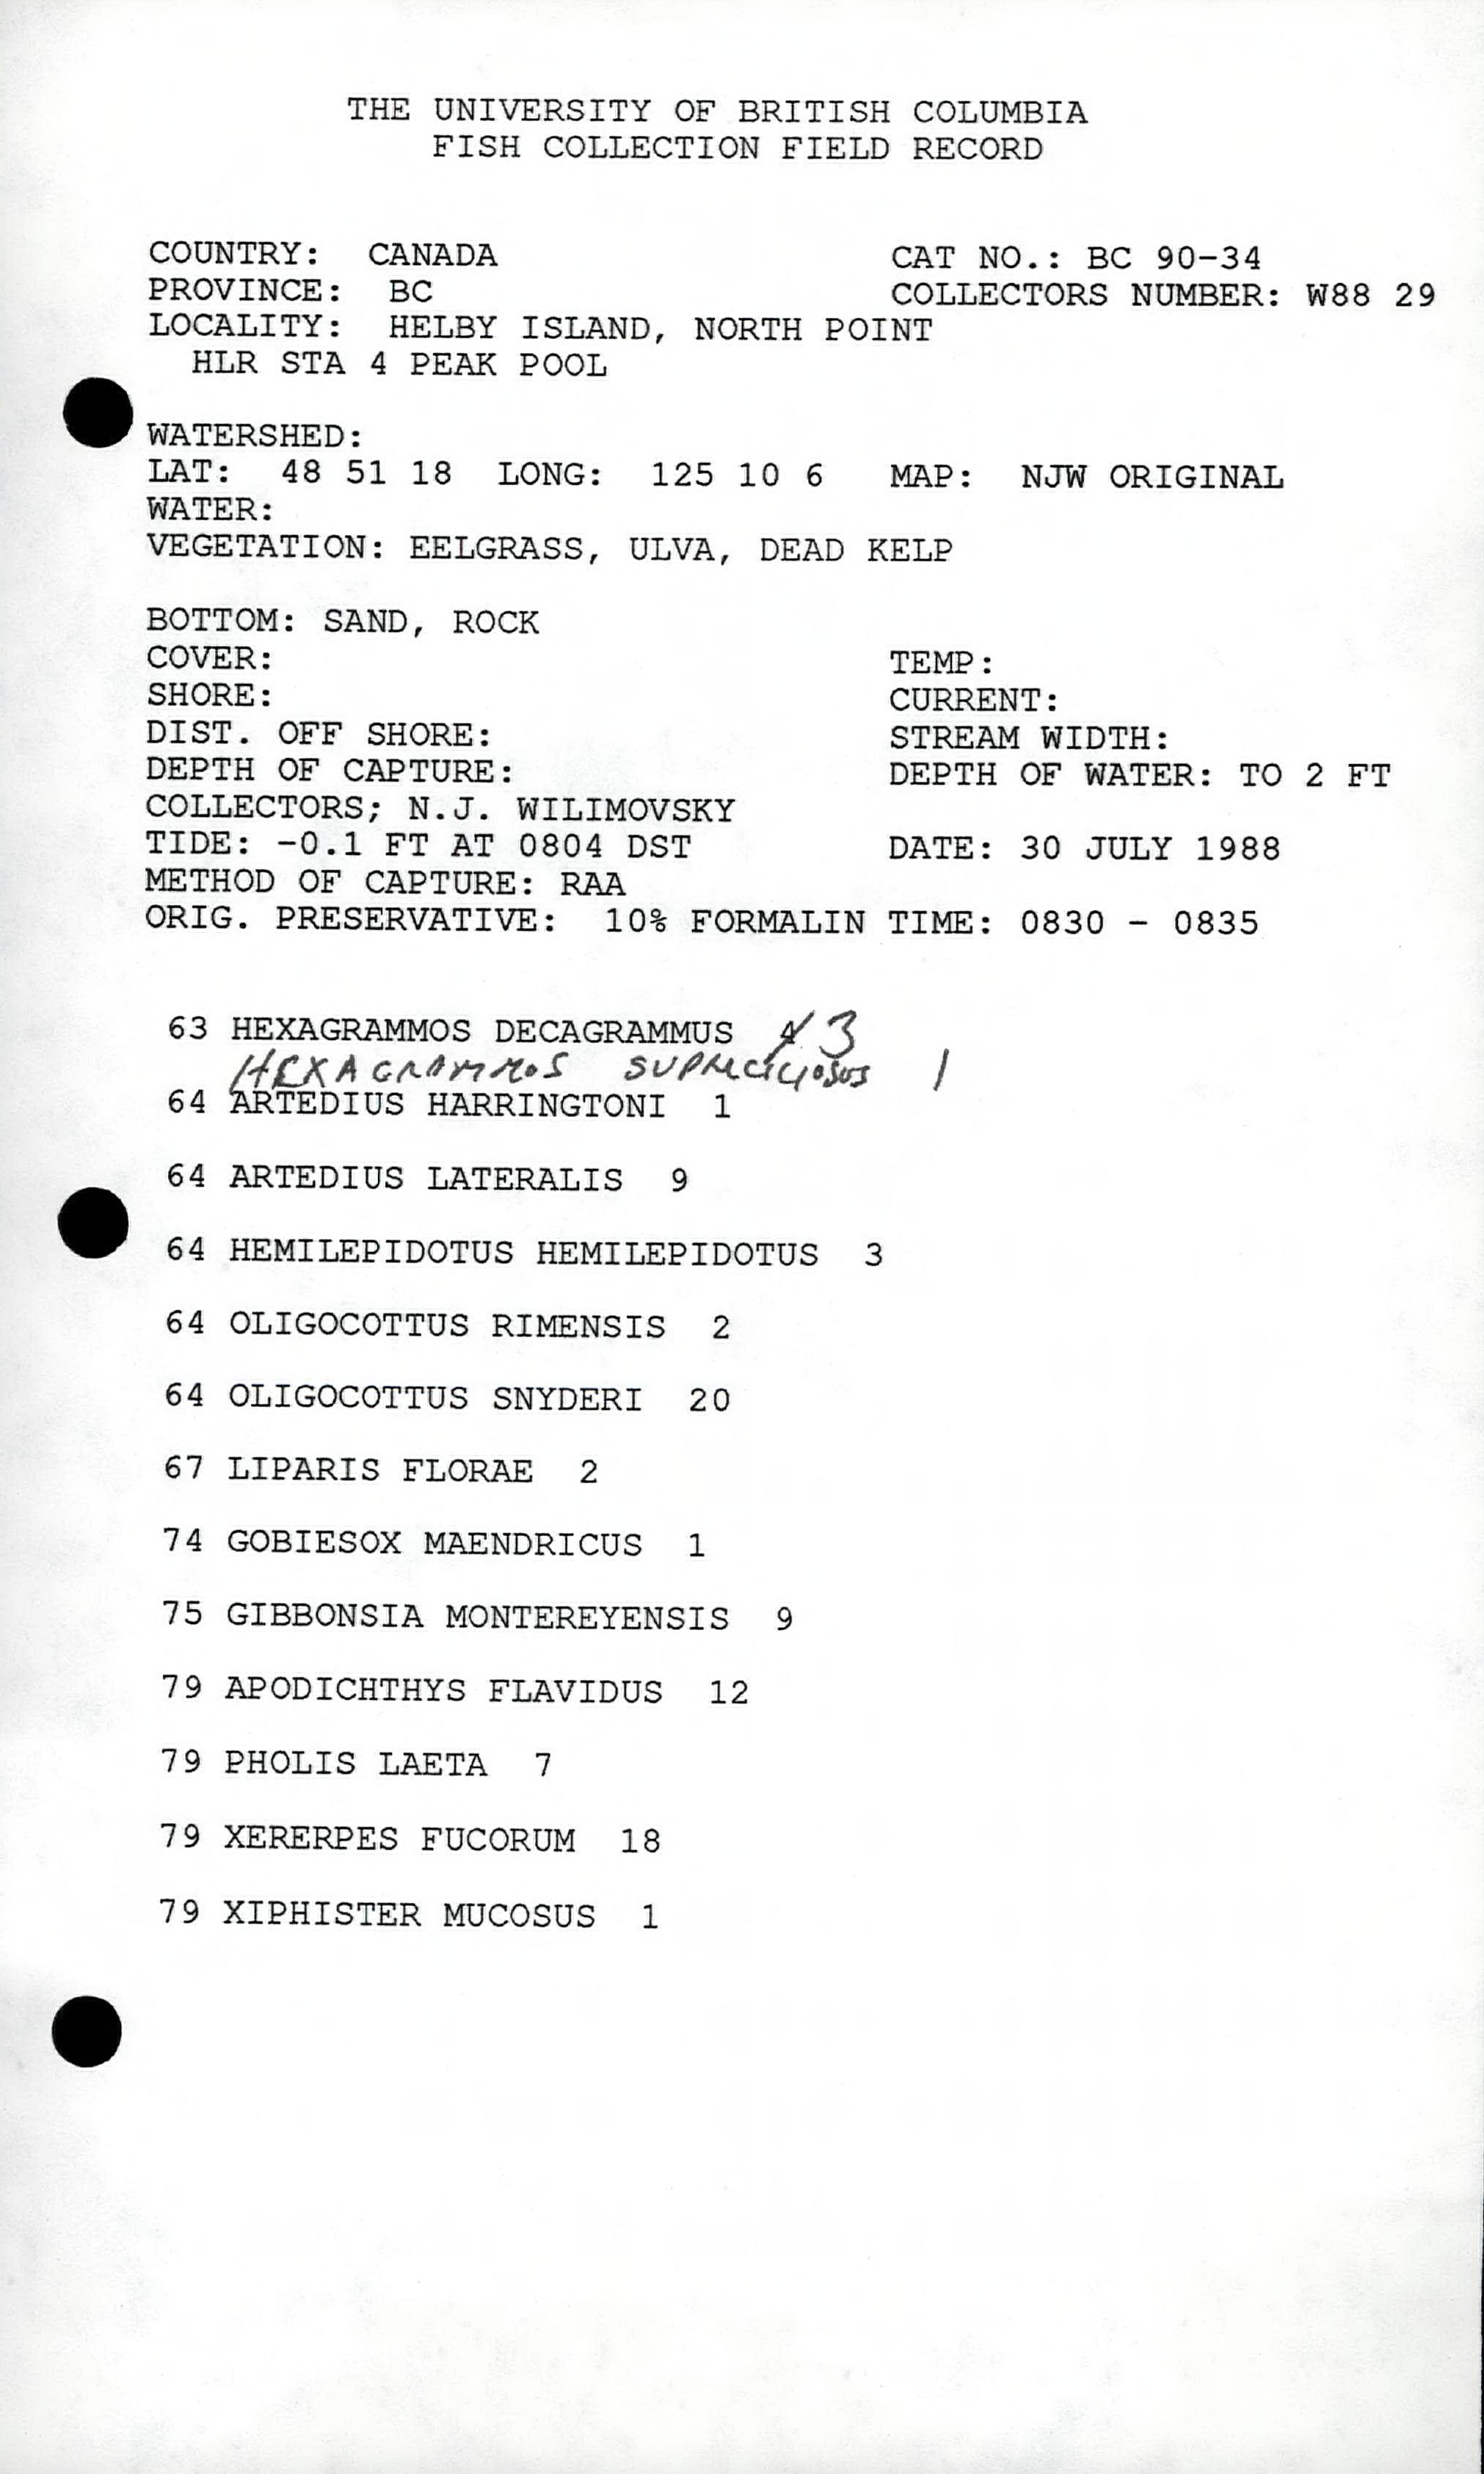 THE UNIVERSITY OF BRITISH COLUMBIA
FISH COLLECTION FIELD RECORD
COUNTRY: CANADA CAT NO.: BC 90-34
PROVINCE: BC COLLECTORS NUMBER: W88 29
LOCALITY: HELBY ISLAND, NORTH POINT
HLR STA 4 PEAK POOL
WATERSHED:
LAT: 48 51 18 LONG: 125 10 6 MAP: NJW ORIGINAL
WATER:
VEGETATION: EELGRASS, ULVA, DEAD KELP
BOTTOM: SAND, ROCK
COVER: TEMP:
SHORE: CURRENT:
DIST. OFF SHORE: STREAM WIDTH:
DEPTH OF CAPTURE: DEPTH OF WATER: TO 2 FT
COLLECTORS; N.J. WILIMOVSKY
TIDE: -0.1 FT AT 0804 DST DATE: 30 JULY 1988
METHOD OF CAPTURE: RAA
ORIG. PRESERVATIVE: 10% FORMALIN TIME: 0830 - 0835
63 HEXAGRAMMOS DECAGRAMMUS 3
HEXAGRAMMOS 1
64 ARTEDIUS HARRINGTONI 1
64 ARTEDIUS LATERALIS 9
64 HEMILEPIDOTUS HEMILEPIDOTUS 3
64 OLIGOCOTTUS RIMENSIS 2
64 OLIGOCOTTUS SNYDERI 20
67 LIPARIS FLORAE 2
74 GOBIESOX MAENDRICUS 1
75 GIBBONSIA MONTEREYENSIS 9
79 APODICHTHYS FLAVIDUS 12
79 PHOLIS LAETA 7
79 XERERPES FUCORUM 18
79 XIPHISTER MUCOSUS 1